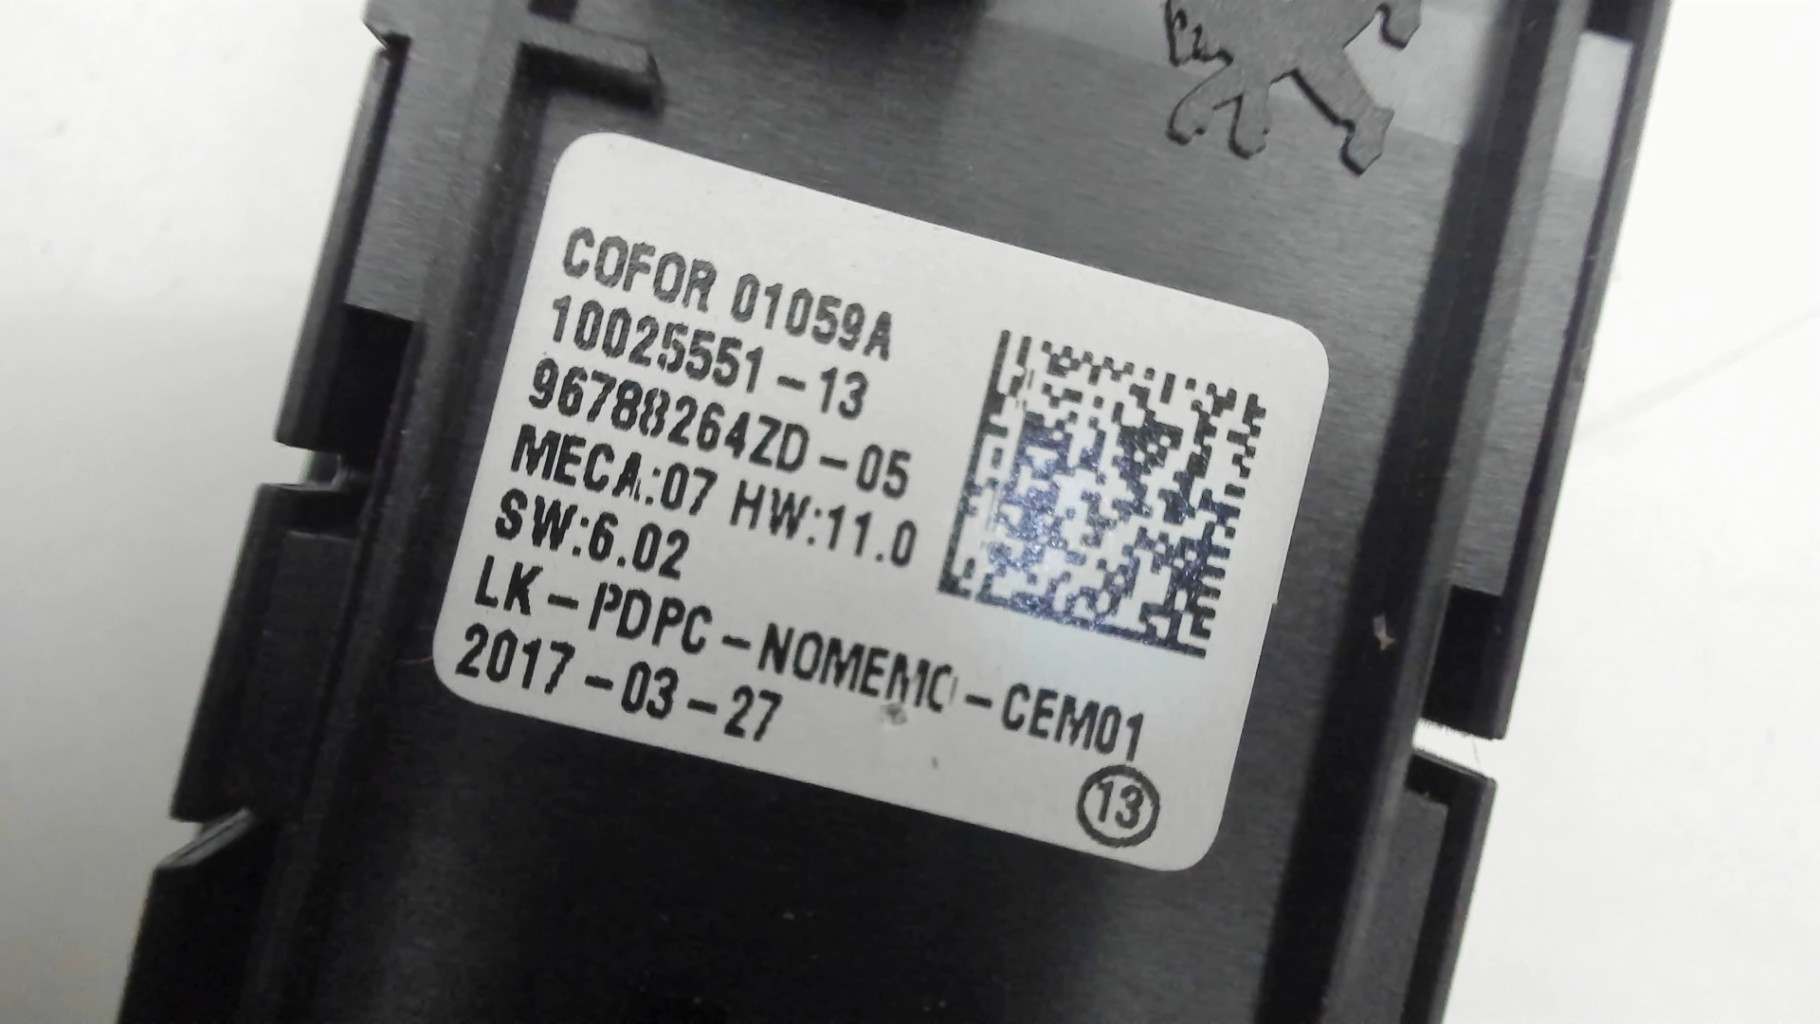 COFOR 01059A
10025551-13
96788264ZD-05
MECA:07 HW:11.0
SW:6.02
LK-PDPC-NOMEMO-CEM01
2017-03-27
13